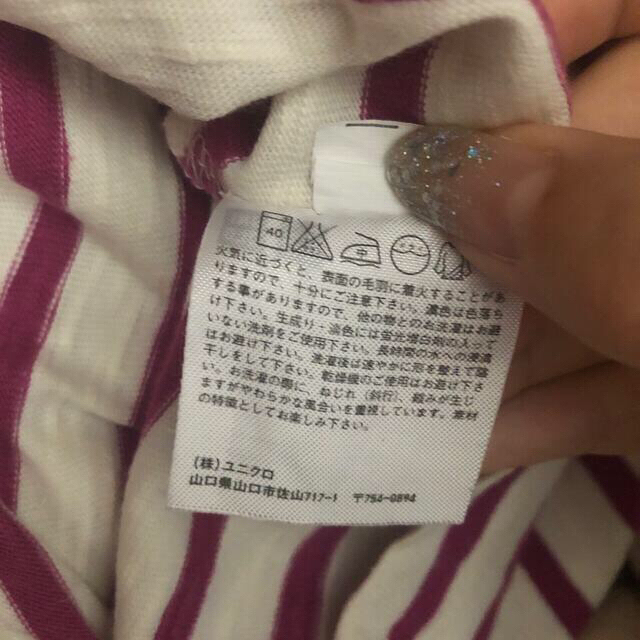 40
火気に近づくと、表面の毛羽に着火することがあ
りますので、十分にご注意下さい。濃色は色落ち
する事がありますので、他の物とのお洗濯はお避
け下さい。生成り・淡色には蛍光増白剤の入って
いない洗剤をご使用下さい。長時間の水への浸漬
はお避け下さい。洗濯後は速やかに形を整えて陰
干しをして下さい。乾燥機のご使用はお避け下さ
い。お洗濯の際に、ねじれ(斜行)、縮みが生じ
ますがやわらかな風合いを重視しています。素材
の特徴としてお楽しみ下さい。
(株)ユニクロ
山口県山口市佐山717-1 〒754-0894